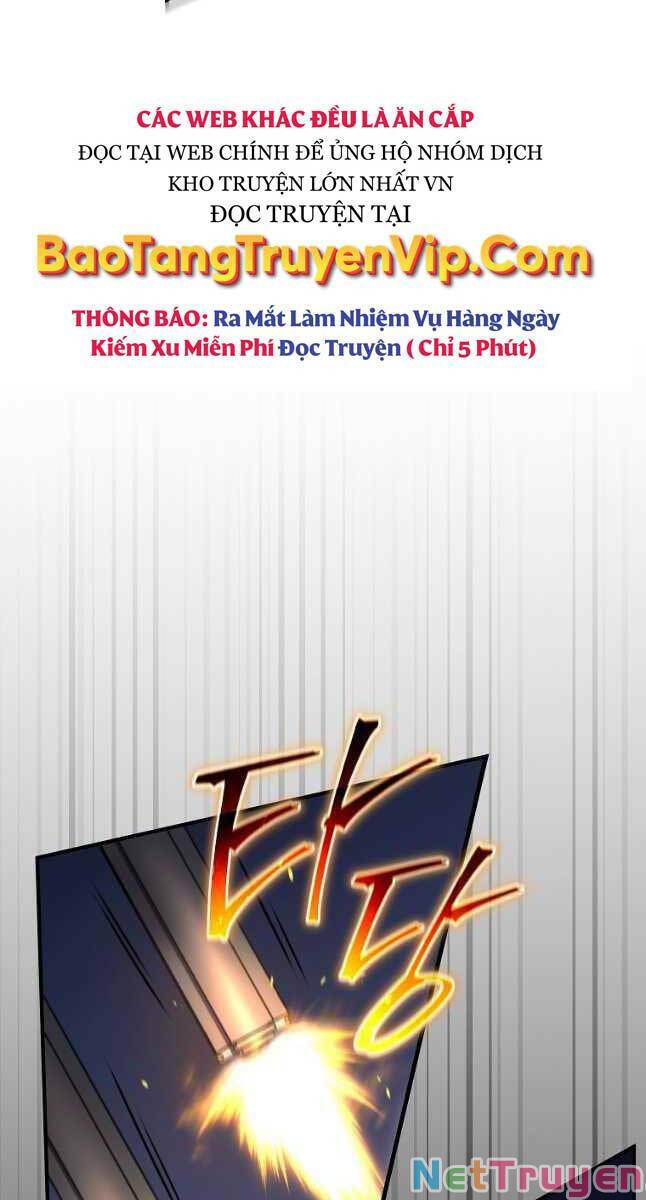 CÁC WEB KHÁC ĐỀU LÀ ĂN CẮP
ĐỌC TẠI WEB CHÍNH ĐỂ ỦNG HỘ NHÓM DỊCH
KHO TRUYỆN LỚN NHẤT VN
ĐỌC TRUYỆN TẠI
BaoTangTruyenVip.Com
THÔNG BÁO: Ra Mắt Làm Nhiệm Vụ Hàng Ngày
Kiếm Xu Miễn Phí Đọc Truyện ( Chỉ 5 Phút)
타당
NetTruyen